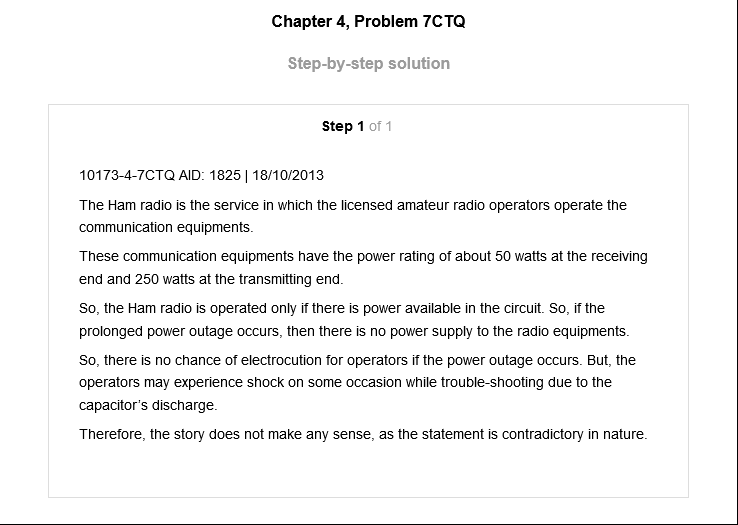 Chapter 4, Problem 7CTQ
Step-by-step solution
Step 1 of 1
10173-4-7CTQ AID: 1825 | 18/10/2013
The Ham radio is the service in which the licensed amateur radio operators operate the
communication equipments.
These communication equipments have the power rating of about 50 watts at the receiving
end and 250 watts at the transmitting end.
So, the Ham radio is operated only if there is power available in the circuit. So, if the
prolonged power outage occurs, then there is no power supply to the radio equipments.
So, there is no chance of electrocution for operators if the power outage occurs. But, the
operators may experience shock on some occasion while trouble-shooting due to the
capacitor’s discharge.
Therefore, the story does not make any sense, as the statement is contradictory in nature.